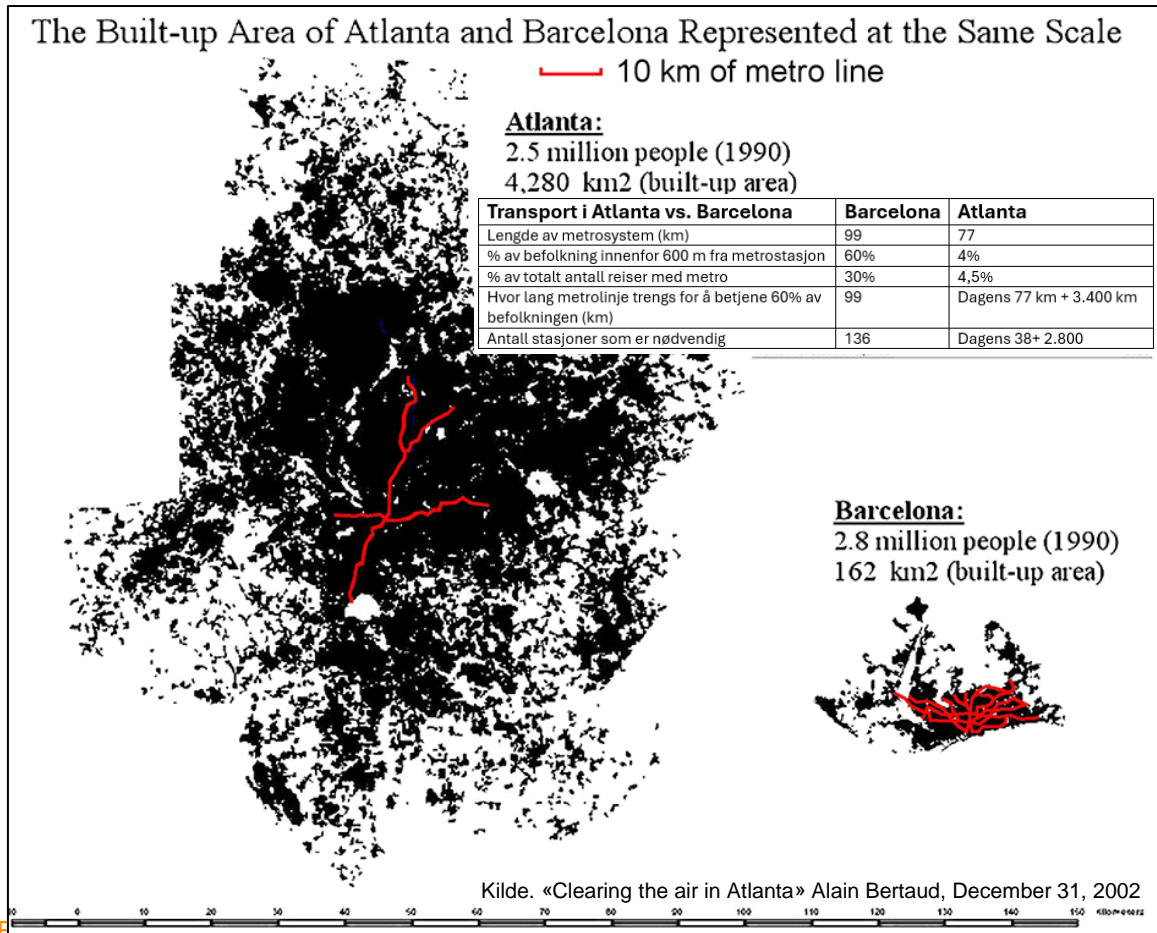 The Built-up Area of Atlanta and Barcelona Represented at the Same Scale
10 km of metro line
Atlanta:
2.5 million people (1990)
4,280 km2 (built-up area)
Transport i Atlanta vs. Barcelona Barcelona Atlanta
Lengde av metrosystem (km) 99 77
% av befolkning innenfor 600 m fra metrostasjon 60% 4%
% av totalt antall reiser med metro 30% 4,5%
Hvor lang metrolinje trengs for å betjene 60% av 99 Dagens 77 km + 3.400 km
befolkningen (km)
Antall stasjoner som er nødvendig 136 Dagens 38+ 2.800
Barcelona:
2.8 million people (1990)
162 km2 (built-up area)
Kilde. «Clearing the air in Atlanta» Alain Bertaud, December 31, 2002
0 10 20 30 40 50 60 70 80 90 100 110 120 130 140 150 Kilometers